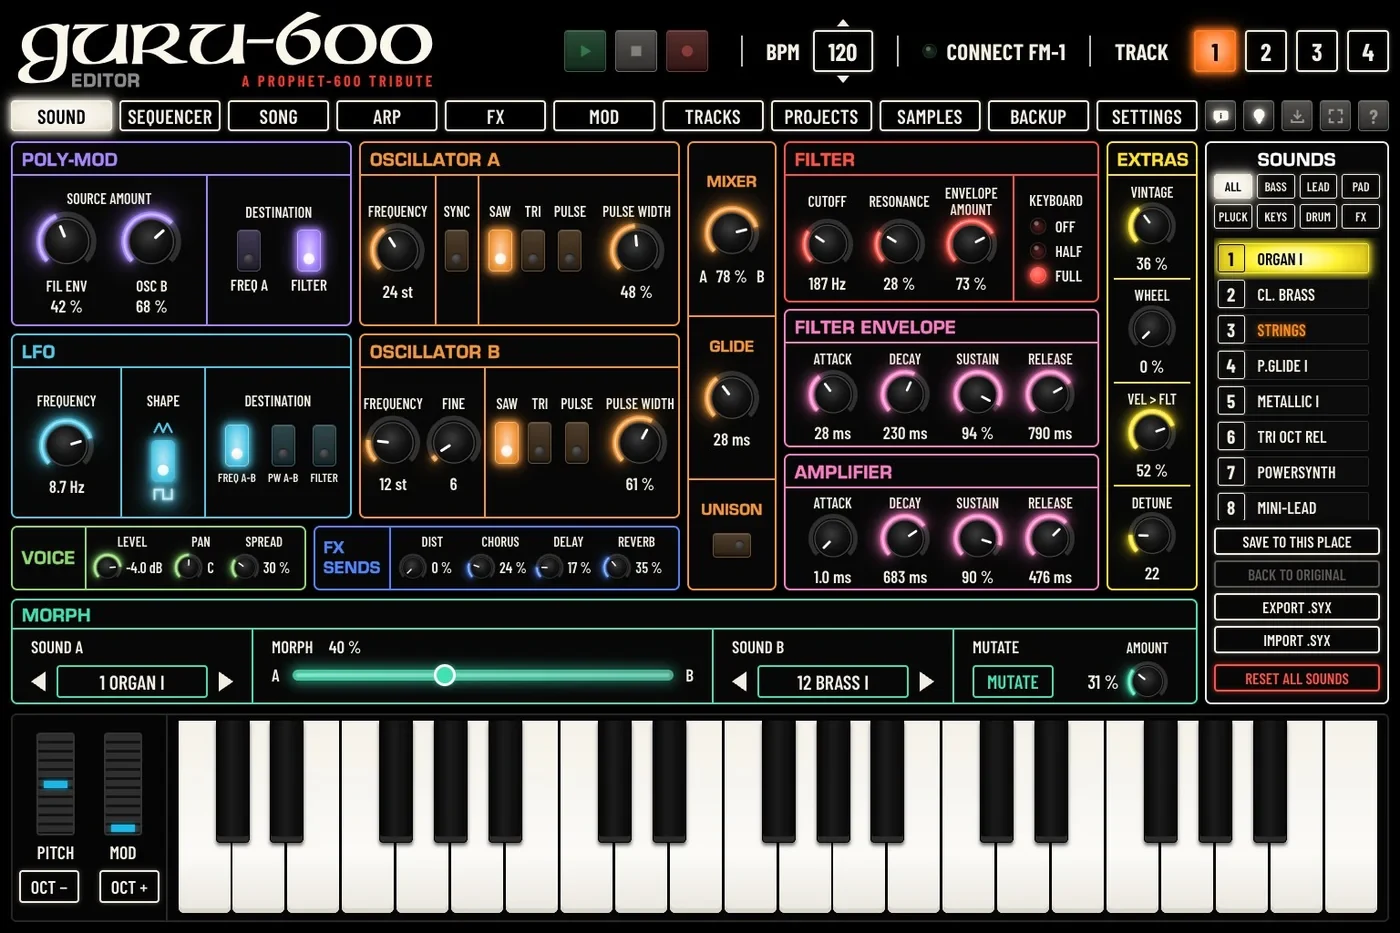 guru-600
EDITOR
A PROPHET-600 TRIBUTE
BPM 120 CONNECT FM-1 TRACK 1 2 3 4
SOUND SEQUENCER SONG ARP FX MOD TRACKS PROJECTS SAMPLES BACKUP SETTINGS ?
POLY-MOD
SOURCE AMOUNT
DESTINATION
FIL ENV OSC B
42 % 68 %
FREQ A FILTER
OSCILLATOR A
FREQUENCY SYNC SAW TRI PULSE PULSE WIDTH
24 st 48 %
MIXER
A 78 % B
GLIDE
28 ms
UNISON
FILTER
CUTOFF RESONANCE ENVELOPE
AMOUNT
187 Hz 28 % 73 %
KEYBOARD
OFF
HALF
FULL
EXTRAS
VINTAGE
36 %
WHEEL
0 %
VEL > FLT
52 %
DETUNE
22
LFO
FREQUENCY SHAPE DESTINATION
8.7 Hz
FREQ A-B PW A-B FILTER
OSCILLATOR B
FREQUENCY FINE SAW TRI PULSE PULSE WIDTH
12 st 6 61 %
FILTER ENVELOPE
ATTACK DECAY SUSTAIN RELEASE
28 ms 230 ms 94 % 790 ms
AMPLIFIER
ATTACK DECAY SUSTAIN RELEASE
1.0 ms 683 ms 90 % 476 ms
VOICE
LEVEL PAN SPREAD
-4.0 dB C 30 %
FX
SENDS
DIST CHORUS DELAY REVERB
0 % 24 % 17 % 35 %
MORPH
SOUND A
1 ORGAN I
MORPH 40 %
A B
SOUND B
12 BRASS I
MUTATE AMOUNT
MUTATE 31 %
SOUNDS
ALL BASS LEAD PAD
PLUCK KEYS DRUM FX
1 ORGAN I
2 CL. BRASS
3 STRINGS
4 P.GLIDE I
5 METALLIC I
6 TRI OCT REL
7 POWERSYNTH
8 MINI-LEAD
SAVE TO THIS PLACE
BACK TO ORIGINAL
EXPORT .SYX
IMPORT .SYX
RESET ALL SOUNDS
PITCH MOD
OCT – OCT +